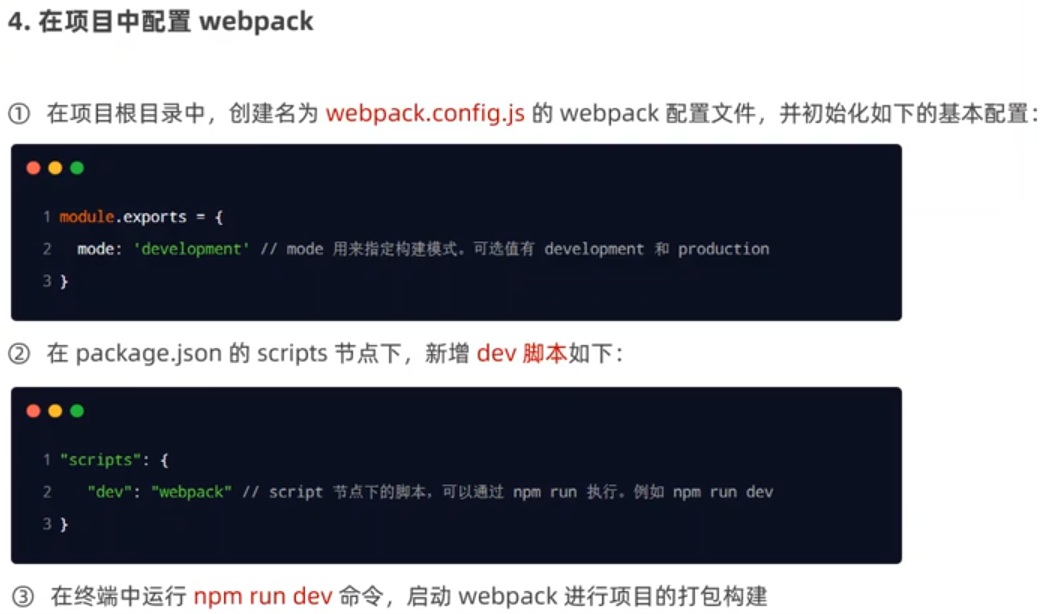 4. 在项目中配置 webpack
① 在项目根目录中，创建名为 webpack.config.js 的 webpack 配置文件，并初始化如下的基本配置：
1 module.exports = {
2 mode: 'development' // mode 用来指定构建模式。可选值有 development 和 production
3 }
② 在 package.json 的 scripts 节点下，新增 dev 脚本如下：
1 "scripts": {
2 "dev": "webpack" // script 节点下的脚本，可以通过 npm run 执行。例如 npm run dev
3 }
③ 在终端中运行 npm run dev 命令，启动 webpack 进行项目的打包构建